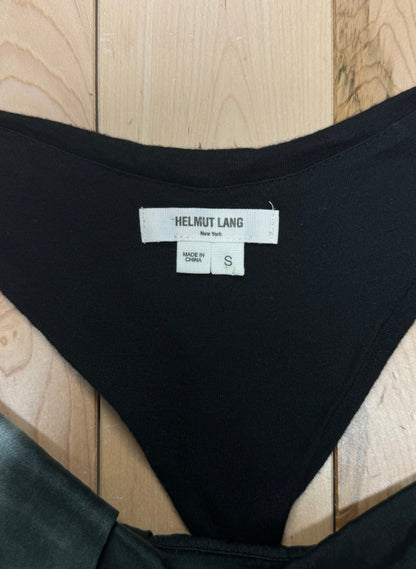 HELMUT LANG
New York
MADE IN
CHINA
S